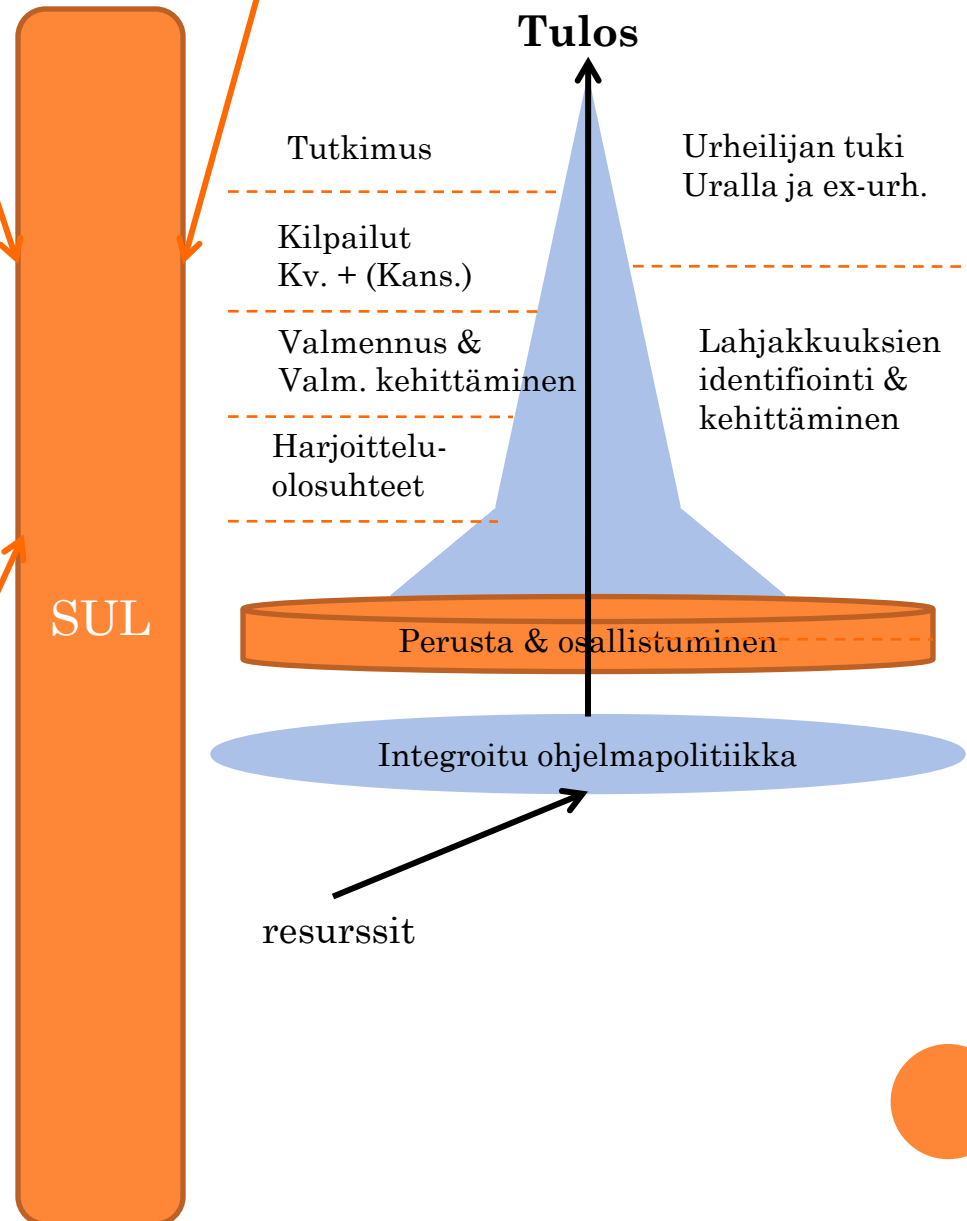 Tulos
Tutkimus
Urheilijan tuki
Uralla ja ex-urh.
Kilpailut
Kv. + (Kans.)
Valmennus &
Valm. kehittäminen
Lahjakkuuksien
identifiointi &
kehittäminen
Harjoittelu-
olosuhteet
SUL
Perusta & osallistuminen
Integroitu ohjelmapolitiikka
resurssit